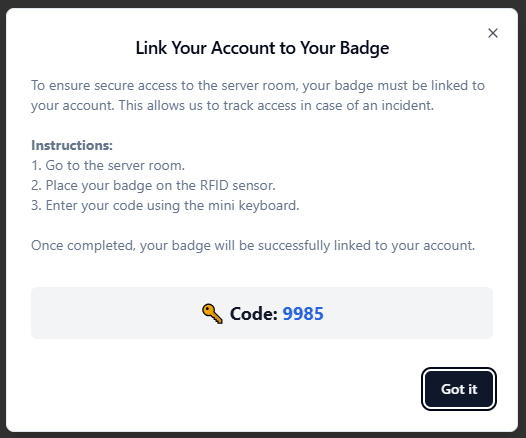 Link Your Account to Your Badge
To ensure secure access to the server room, your badge must be linked to
your account. This allows us to track access in case of an incident.
Instructions:
1. Go to the server room.
2. Place your badge on the RFID sensor.
3. Enter your code using the mini keyboard.
Once completed, your badge will be successfully linked to your account.
Code: 9985
Got it